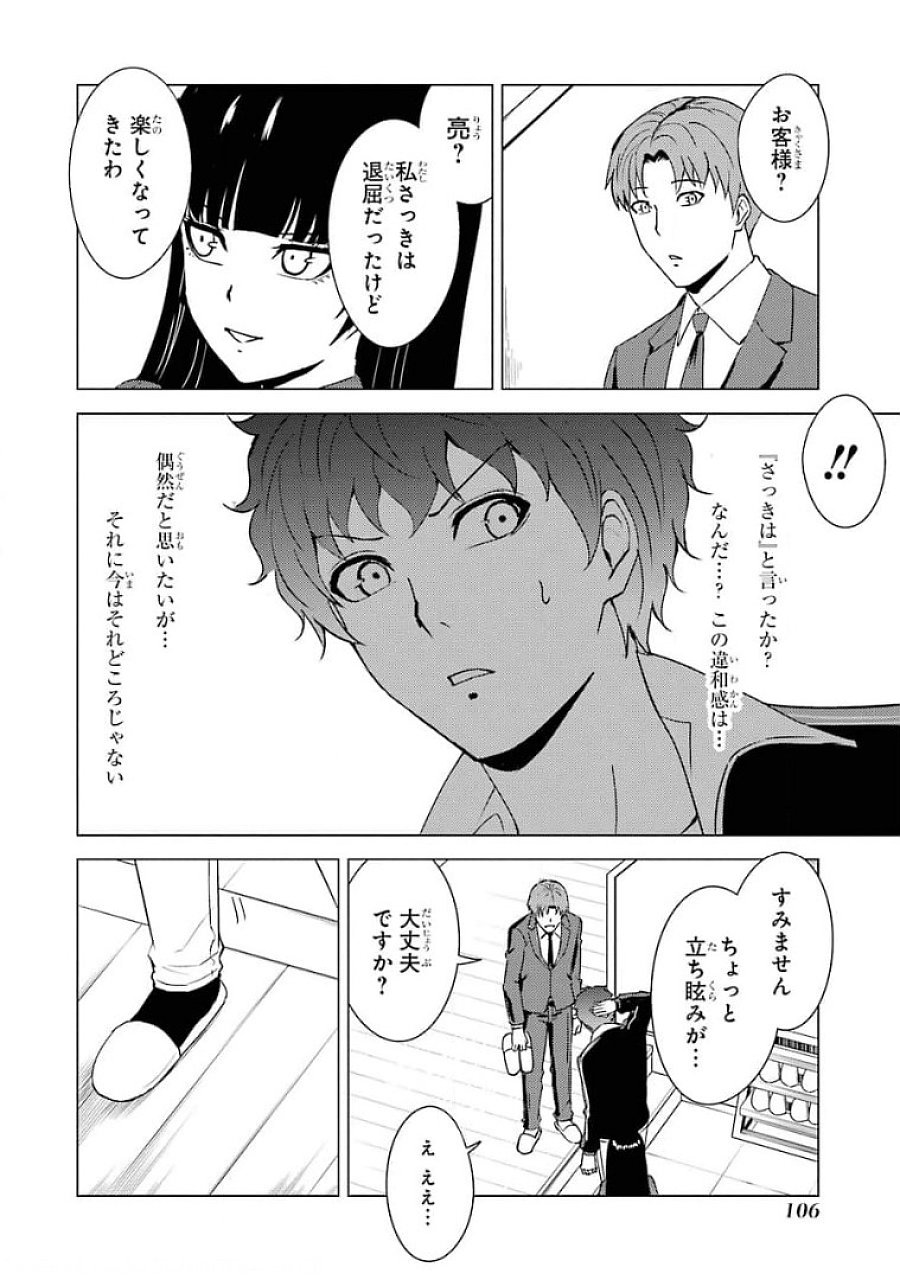 お客様?
亮?
私さっきは
退屈だったけど
楽しくなって
きたわ
!!
『さっきは』と言ったか?
なんだ…?この違和感は…
偶然だと思いたいが…
それに今はそれどころじゃない
すみません
ちょっと
立ち眩みが…
大丈夫
ですか?
え ええ…
106